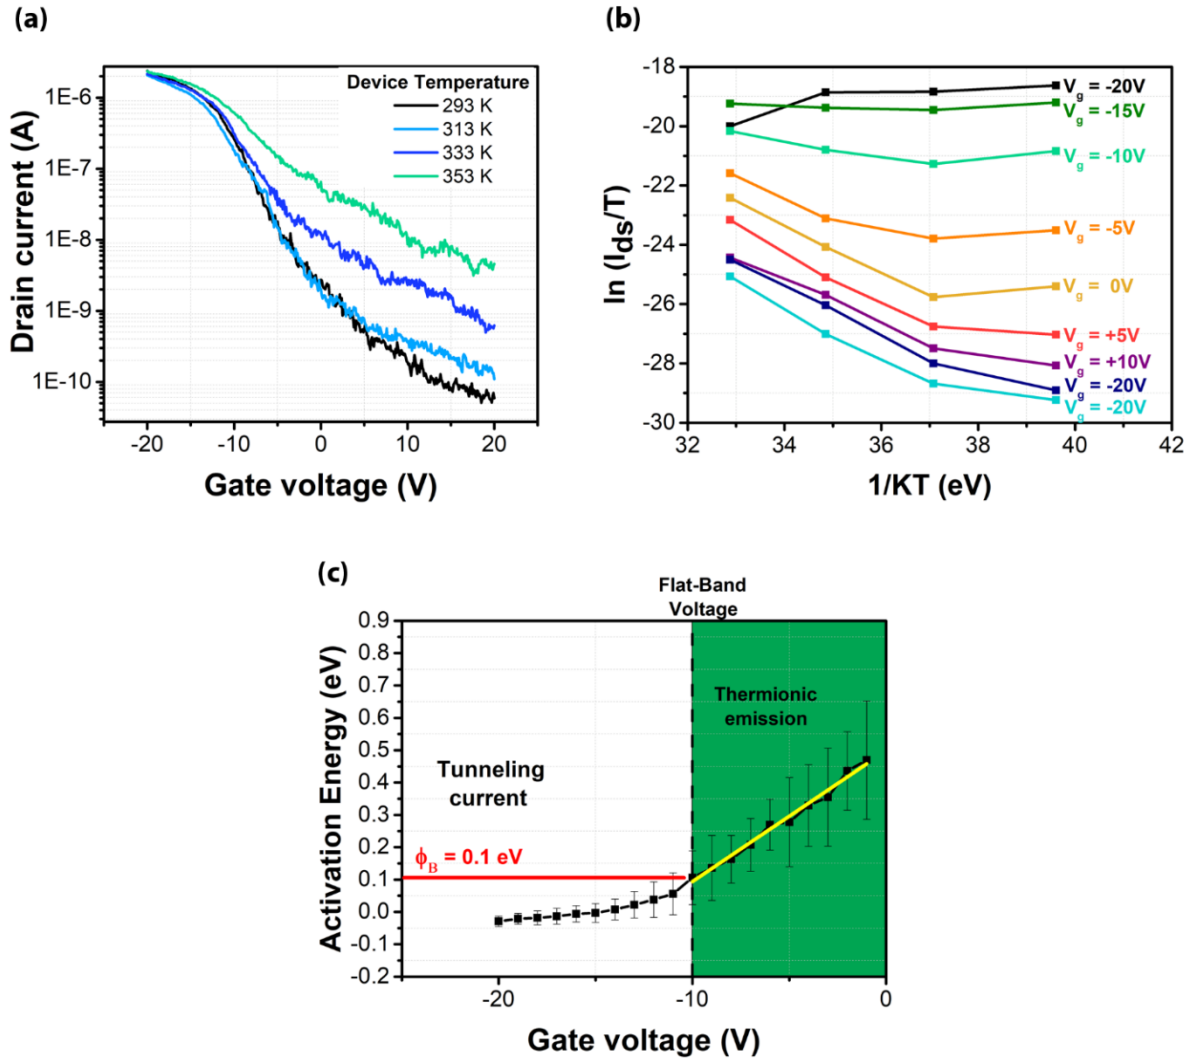 (a)
Device Temperature
293 K
313 K
333 K
353 K
1E-6
1E-7
1E-8
1E-9
1E-10
-20
-10
0
10
20
Drain current (A)
Gate voltage (V)
(b)
-18
-20
-22
-24
-26
-28
-30
32
34
36
38
40
42
ln (Ids/T)
1/KT (eV)
Vg = -20V
Vg = -15V
Vg = -10V
Vg = -5V
Vg = 0V
Vg = +5V
Vg = +10V
Vg = -20V
Vg = -20V
(c)
Flat-Band
Voltage
0.9
0.8
0.7
0.6
0.5
0.4
0.3
0.2
0.1
0.0
-0.1
-0.2
-20
-10
0
Activation Energy (eV)
Gate voltage (V)
Thermionic
emission
Tunneling
current
ϕB = 0.1 eV